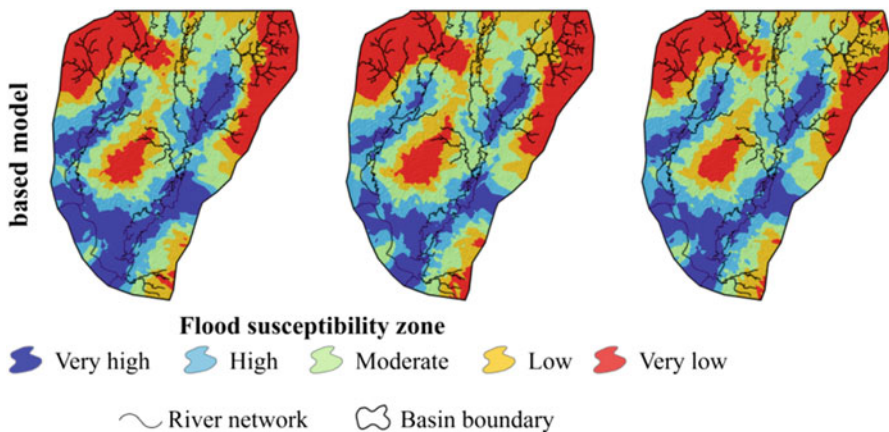 based model
Flood susceptibility zone
Very high High Moderate Low Very low
River network Basin boundary